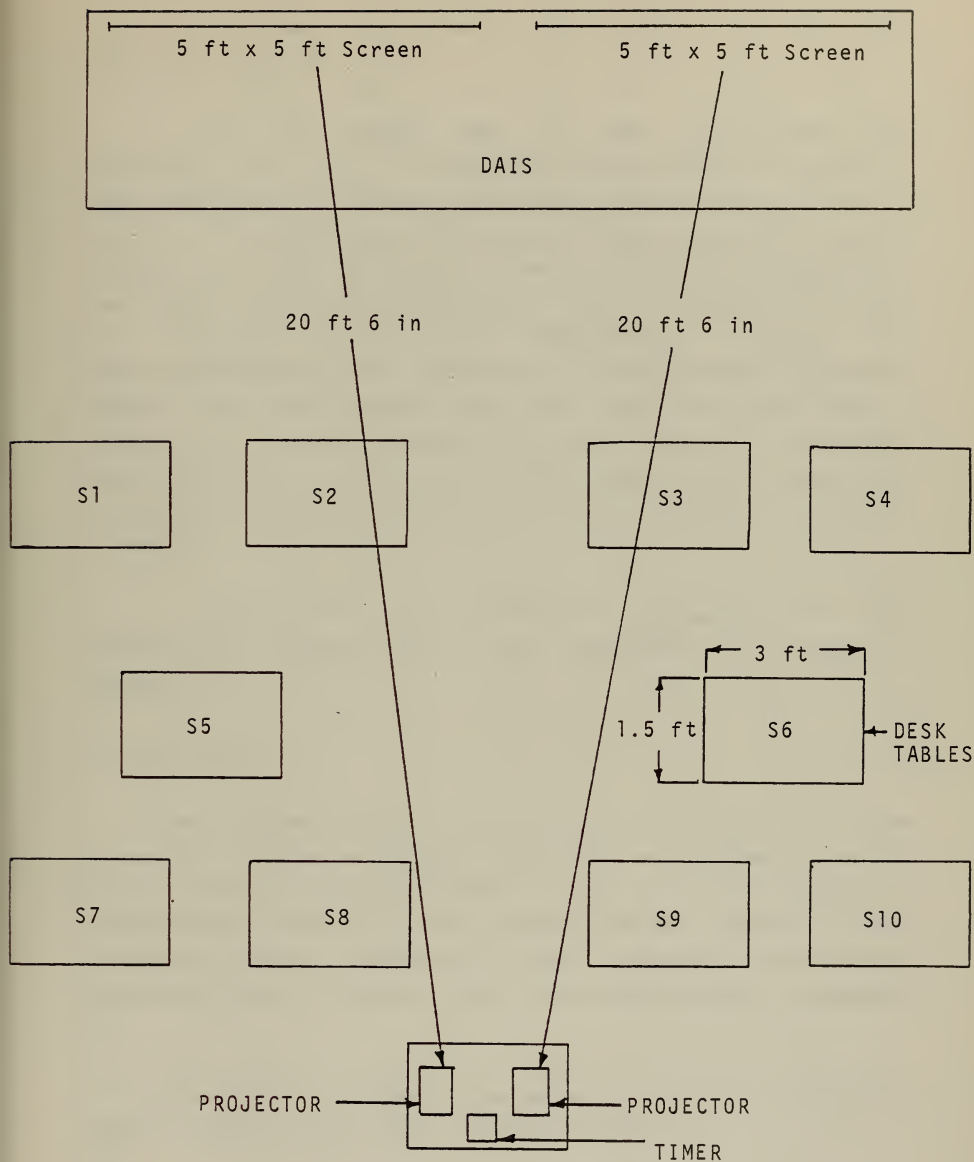 5 ft x 5 ft Screen
5 ft x 5 ft Screen
DAIS
20 ft 6 in
20 ft 6 in
S1
S2
S3
S4
3 ft
S5
1.5 ft
S6
DESK
TABLES
S7
S8
S9
S10
PROJECTOR
PROJECTOR
TIMER